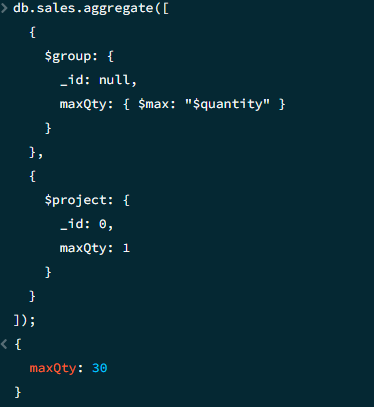 > db.sales.aggregate([
{
$group: {
_id: null,
maxQty: { $max: "$quantity" }
}
},
{
$project: {
_id: 0,
maxQty: 1
}
}
]);
< {
maxQty: 30
}